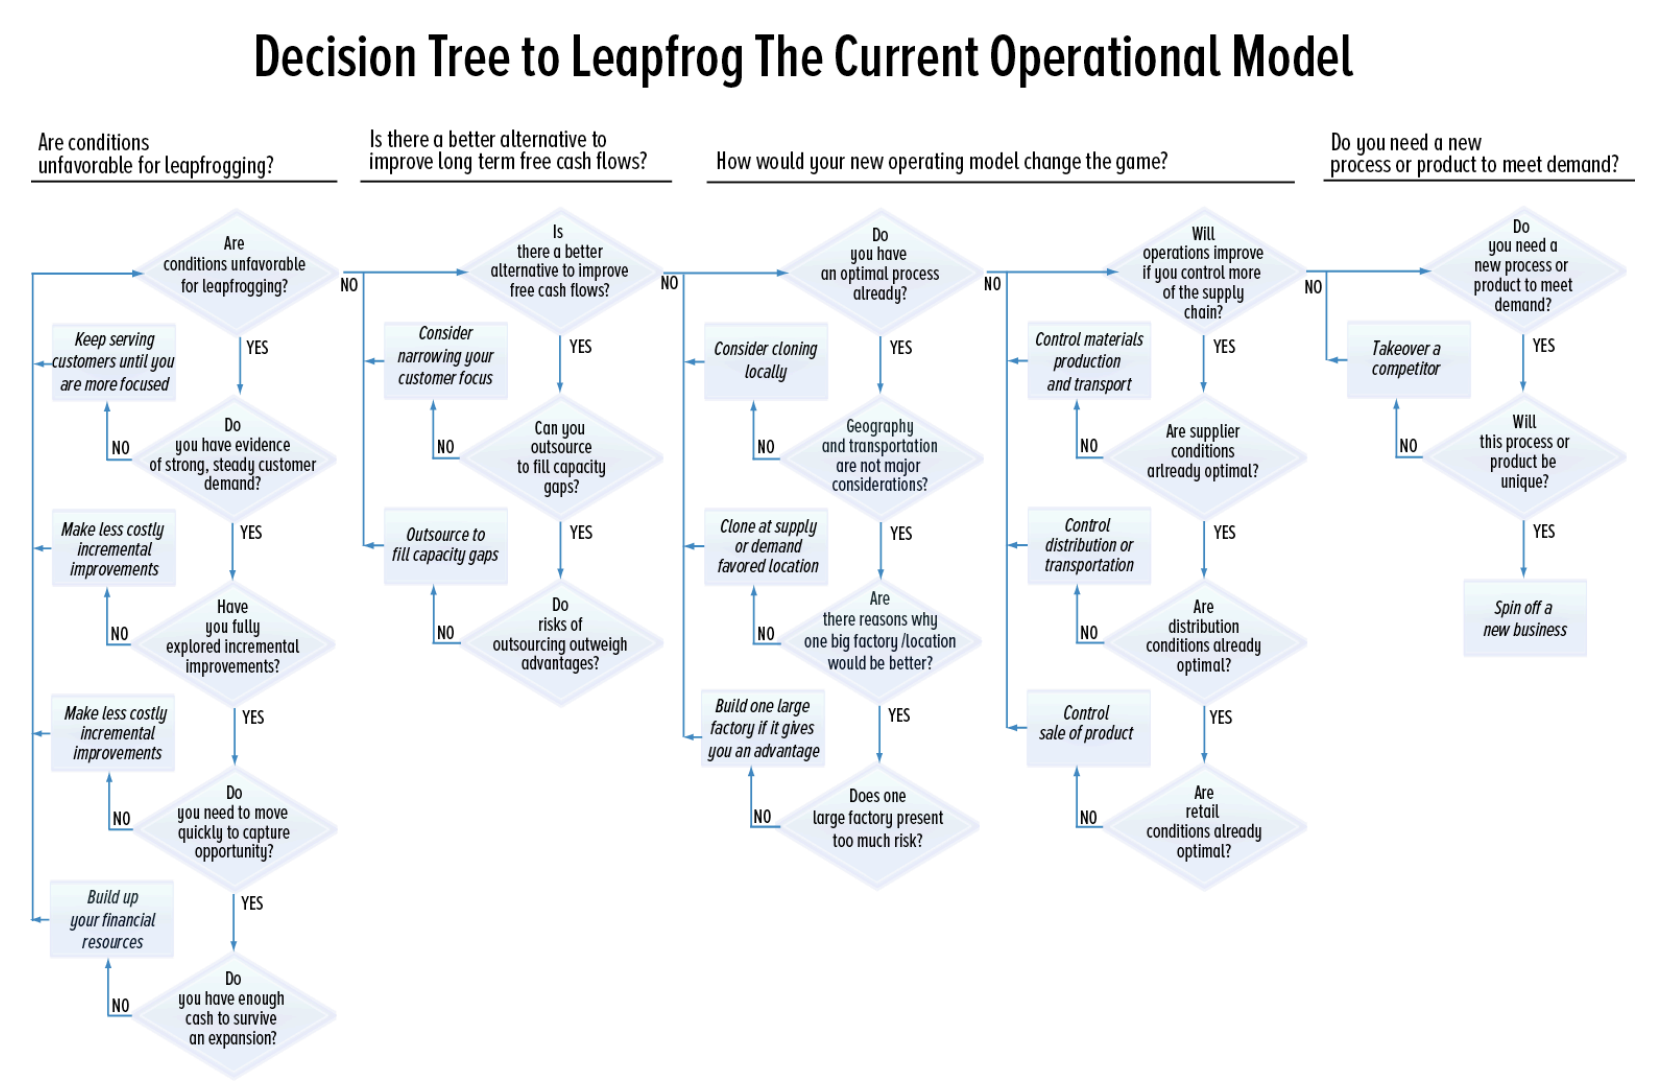 Decision Tree to Leapfrog The Current Operational Model
Are conditions
unfavorable for leapfrogging?
Is there a better alternative to
improve long term free cash flows?
How would your new operating model change the game?
Do you need a new
process or product to meet demand?
Are
conditions unfavorable
for leapfrogging?
NO
YES
Keep serving
customers until you
are more focused
NO
Do
you have evidence
of strong, steady customer
demand?
YES
Make less costly
incremental
improvements
NO
Have
you fully
explored incremental
improvements?
YES
Make less costly
incremental
improvements
NO
Do
you need to move
quickly to capture
opportunity?
YES
Build up
your financial
resources
NO
Do
you have enough
cash to survive
an expansion?
Is
there a better
alternative to improve
free cash flows?
NO
YES
Consider
narrowing your
customer focus
NO
Can you
outsource
to fill capacity
gaps?
YES
Outsource to
fill capacity gaps
NO
Do
risks of
outsourcing outweigh
advantages?
Do
you have
an optimal process
already?
NO
YES
Consider cloning
locally
NO
Geography
and transportation
are not major
considerations?
YES
Clone at supply
or demand
favored location
NO
Are
there reasons why
one big factory /location
would be better?
YES
Build one large
factory if it gives
you an advantage
NO
Does one
large factory present
too much risk?
Will
operations improve
if you control more
of the supply
chain?
NO
YES
Control materials
production
and transport
NO
Are supplier
conditions
arlready optimal?
YES
Control
distribution or
transportation
NO
Are
distribution
conditions already
optimal?
YES
Control
sale of product
NO
Are
retail
conditions already
optimal?
Do
you need a
new process or
product to meet
demand?
YES
Takeover a
competitor
NO
Will
this process or
product be
unique?
YES
Spin off a
new business